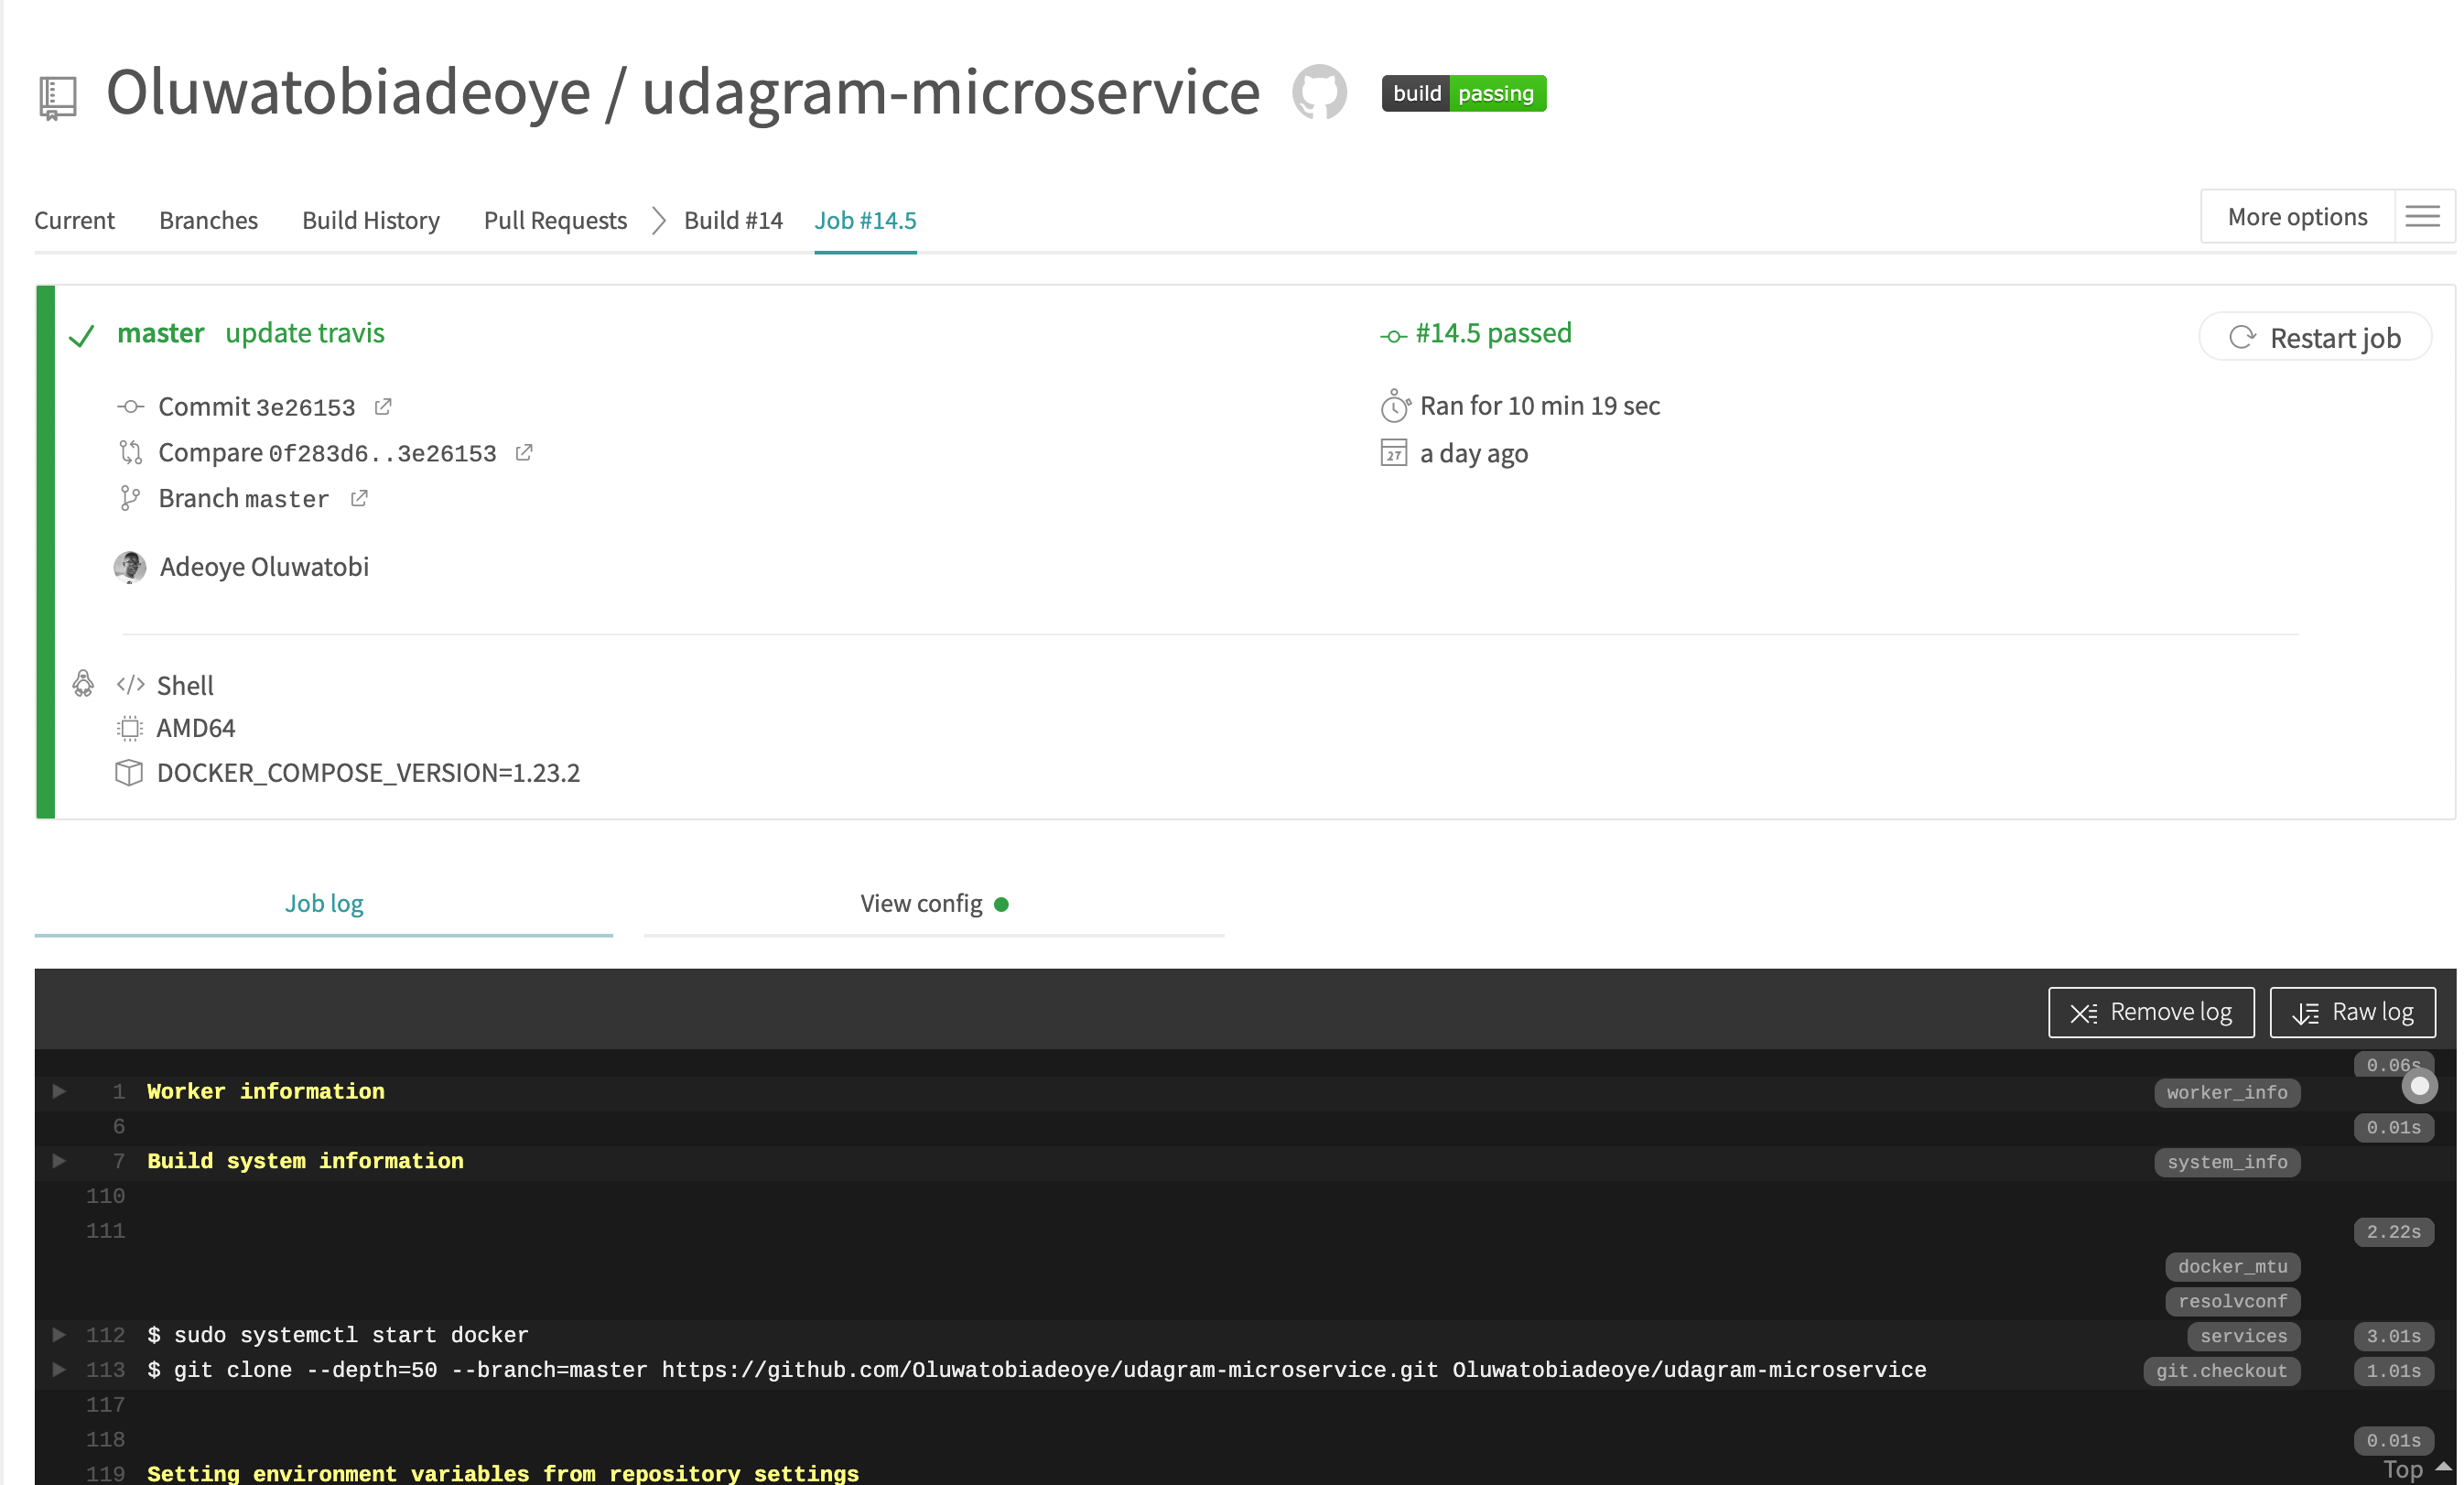 Oluwatobiadeoye / udagram-microservice build passing
Current Branches Build History Pull Requests Build #14 Job #14.5 More options
master update travis
Commit 3e26153
Compare 0f283d6..3e26153
Branch master
Adeoye Oluwatobi
#14.5 passed
Ran for 10 min 19 sec
27 a day ago
Restart job
</> Shell
AMD64
DOCKER_COMPOSE_VERSION=1.23.2
Job log View config
Remove log Raw log
0.06s
1 Worker information worker_info
6 0.01s
7 Build system information system_info
110
111 2.22s
docker_mtu
resolvconf
112 $ sudo systemctl start docker services 3.01s
113 $ git clone --depth=50 --branch=master https://github.com/Oluwatobiadeoye/udagram-microservice.git Oluwatobiadeoye/udagram-microservice git.checkout 1.01s
117
118 0.01s
119 Setting environment variables from repository settings
Top